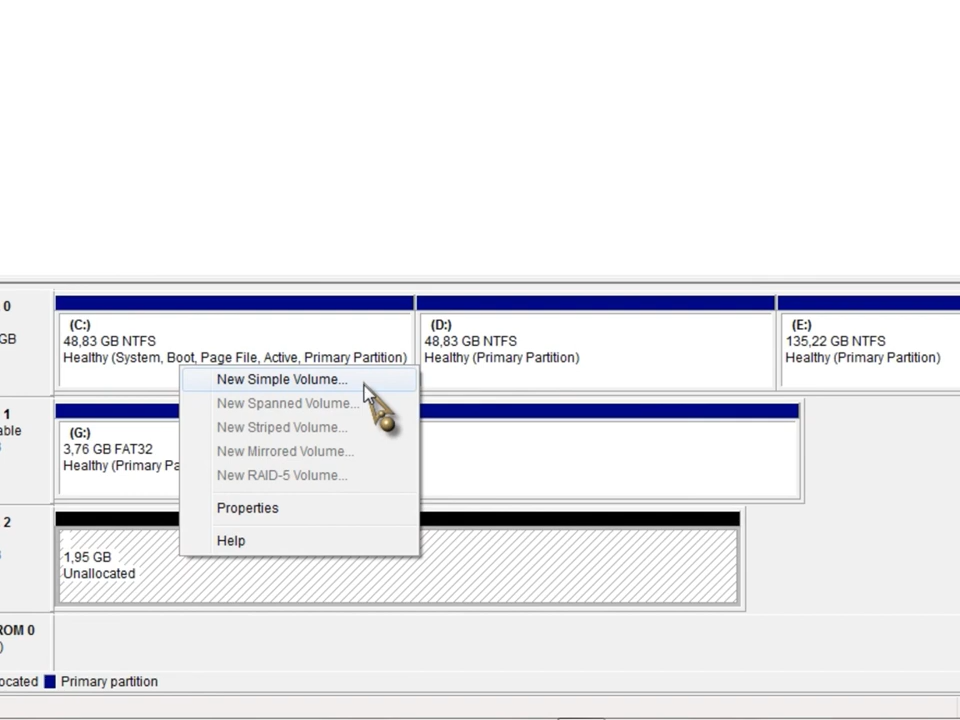 0
GB
(C:)
48,83 GB NTFS
Healthy (System, Boot, Page File, Active, Primary Partition)
(D:)
48,83 GB NTFS
Healthy (Primary Partition)
(E:)
135,22 GB NTFS
Healthy (Primary Partition)
New Simple Volume...
New Spanned Volume...
New Striped Volume...
New Mirrored Volume...
New RAID-5 Volume...
Properties
Help
1
able
(G:)
3,76 GB FAT32
Healthy (Primary Pa
2
1,95 GB
Unallocated
ROM 0
)
ocated Primary partition